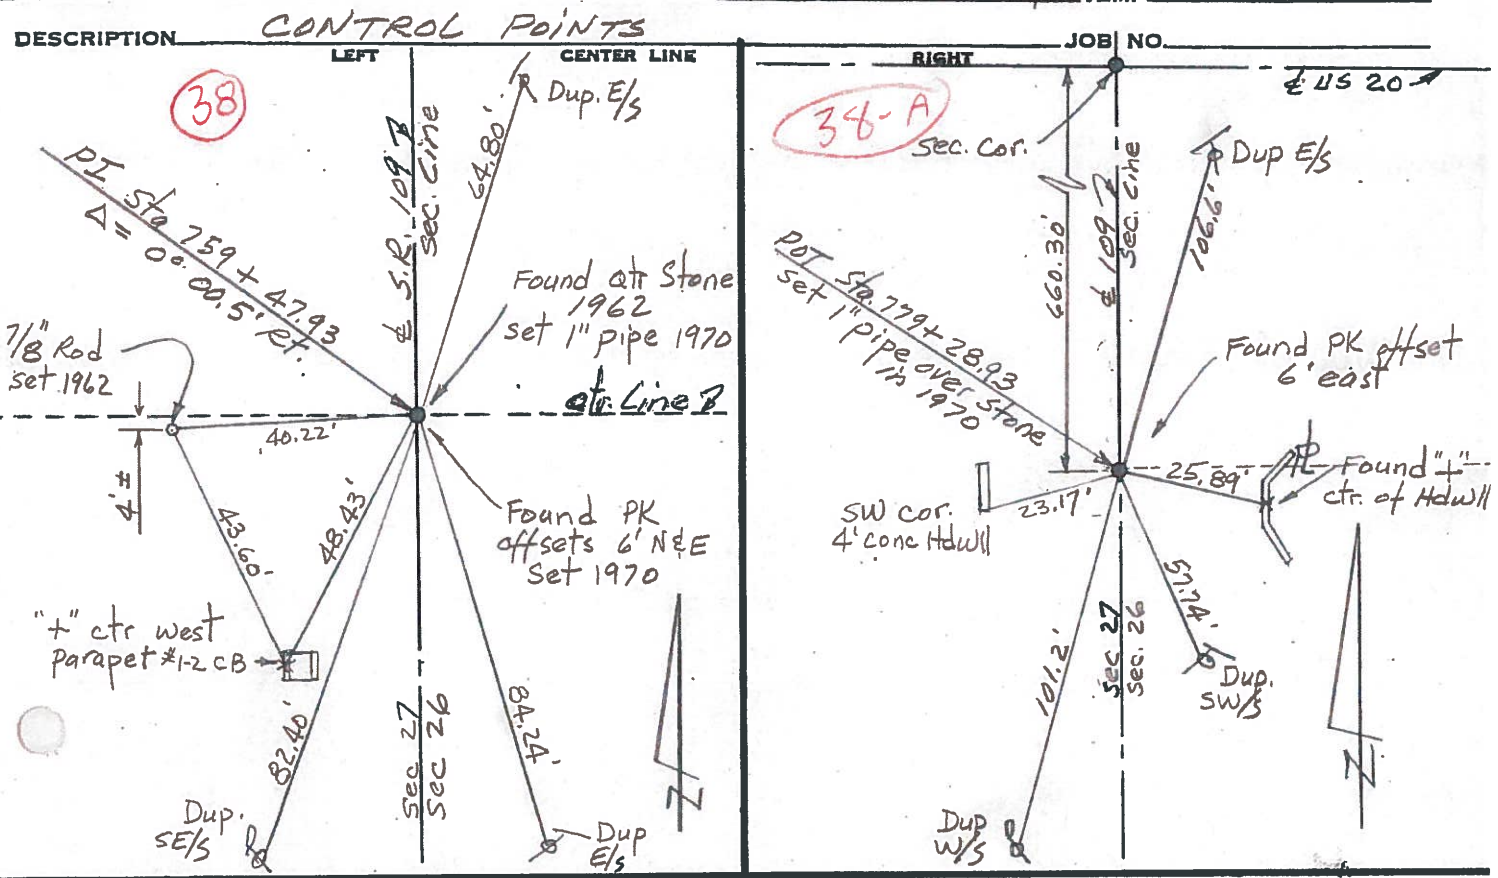 DESCRIPTION CONTROL POINTS
LEFT
CENTER LINE
38
Dup. E/s
64.80'
℄ S.R. 109
Sec. Line
PI Sta 759 + 47.93
Δ = 0°. 00.5' Rt.
Found qtr Stone
1962
set 1" pipe 1970
7/8" Rod
set 1962
qtr. Line
40.22'
4'±
43.60
48.43'
Found PK
offsets 6' N & E
Set 1970
"+" ctr west
Parapet #1-2 CB
82.40'
Sec 27
Sec 26
84.24'
Dup.
SE/s
Dup
E/s
N
RIGHT
JOB NO.
℄ US 20
38-A
Sec. Cor.
Dup E/s
660.30'
℄ 109
Sec. Line
106.6'
POT Sta. 779 + 28.93
set 1" pipe over Stone
in 1970
Found PK offset
6' east
25.89'
Found "+"
ctr. of Hdwll
SW cor.
4' conc Hdwll
23.17'
57.74'
101.2'
Sec 27
Sec. 26
Dup.
SW/s
Dup
W/s
N